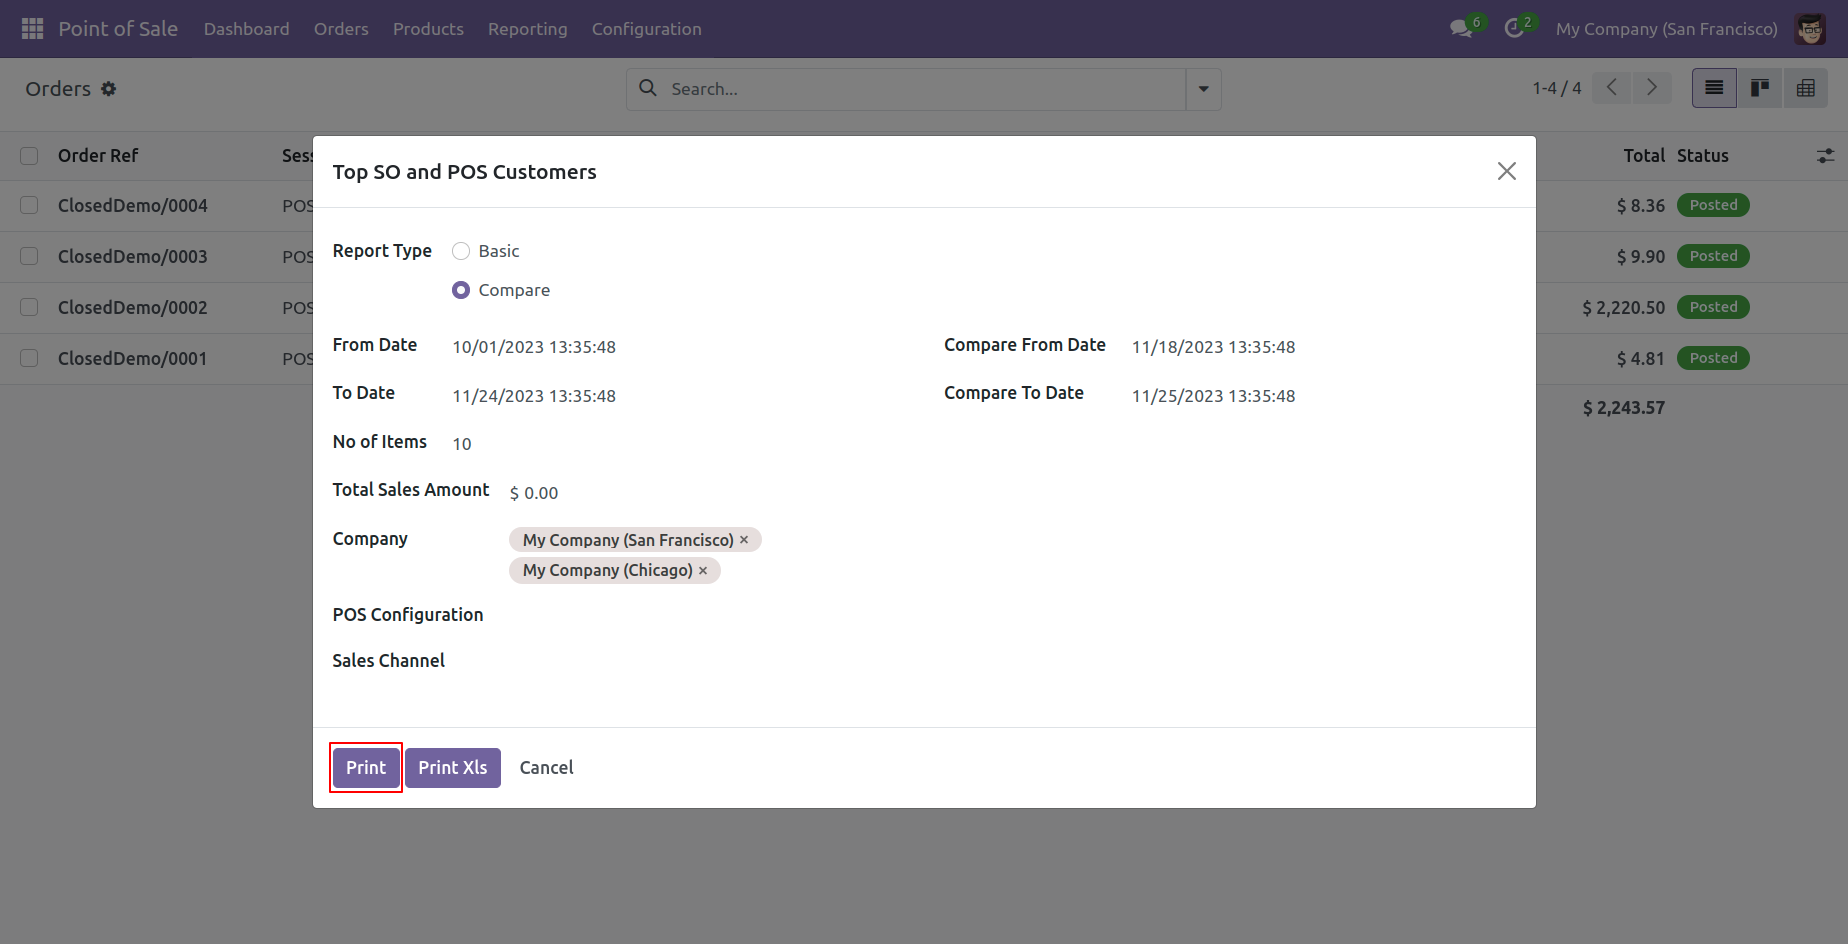 Point of Sale Dashboard Orders Products Reporting Configuration 6 2 My Company (San Francisco)
Orders Search... 1-4 / 4
Order Ref Sess Total Status
ClosedDemo/0004 POS $ 8.36 Posted
ClosedDemo/0003 POS $ 9.90 Posted
ClosedDemo/0002 POS $ 2,220.50 Posted
ClosedDemo/0001 POS $ 4.81 Posted
$ 2,243.57
Top SO and POS Customers
Report Type Basic
Compare
From Date 10/01/2023 13:35:48 Compare From Date 11/18/2023 13:35:48
To Date 11/24/2023 13:35:48 Compare To Date 11/25/2023 13:35:48
No of Items 10
Total Sales Amount $ 0.00
Company My Company (San Francisco) ×
My Company (Chicago) ×
POS Configuration
Sales Channel
Print Print Xls Cancel